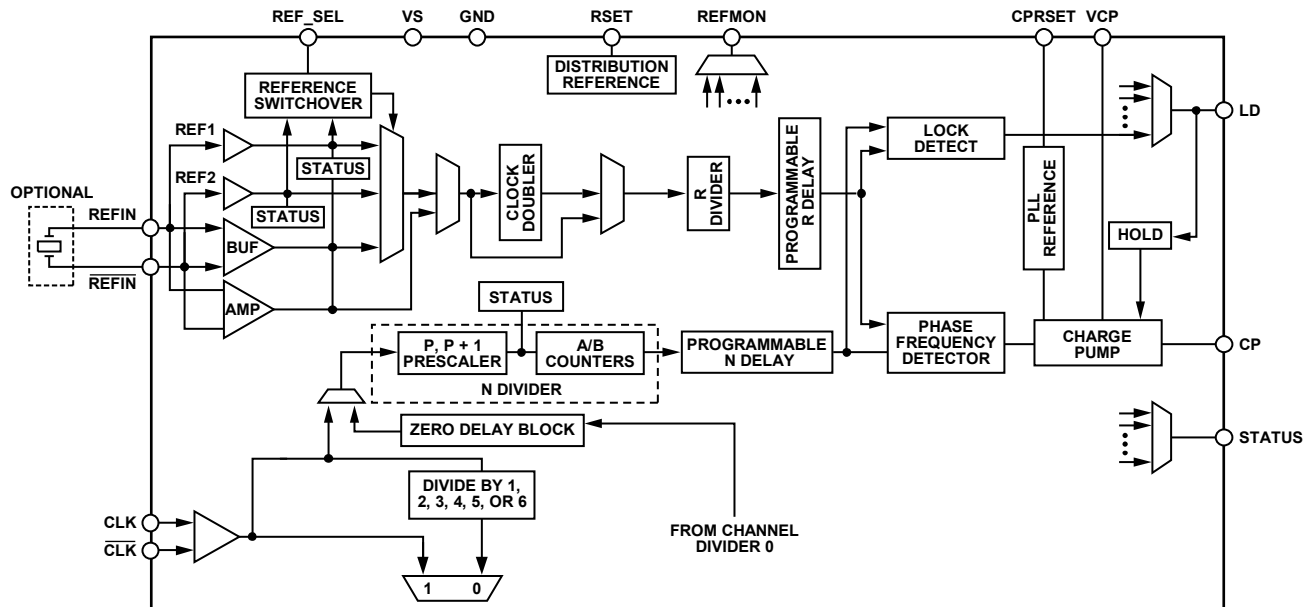 REF_SEL
VS
GND
RSET
REFMON
CPRSET
VCP
DISTRIBUTION
REFERENCE
REFERENCE
SWITCHOVER
REF1
STATUS
REF2
STATUS
OPTIONAL
REFIN
REFIN
BUF
AMP
CLOCK
DOUBLER
R
DIVIDER
PROGRAMMABLE
R DELAY
LOCK
DETECT
LD
PLL
REFERENCE
HOLD
STATUS
P, P + 1
PRESCALER
A/B
COUNTERS
N DIVIDER
PROGRAMMABLE
N DELAY
PHASE
FREQUENCY
DETECTOR
CHARGE
PUMP
CP
ZERO DELAY BLOCK
STATUS
DIVIDE BY 1,
2, 3, 4, 5, OR 6
CLK
CLK
FROM CHANNEL
DIVIDER 0
1 0